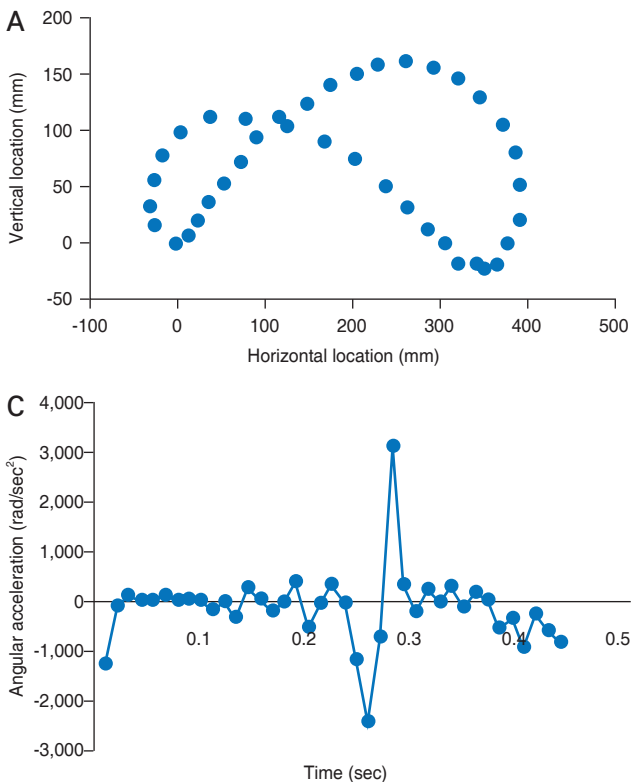 A
200
150
100
50
0
-50
Vertical location (mm)
-100 0 100 200 300 400 500
Horizontal location (mm)
C
4,000
3,000
2,000
1,000
0
-1,000
-2,000
-3,000
Angular acceleration (rad/sec²)
0.1 0.2 0.3 0.4 0.5
Time (sec)